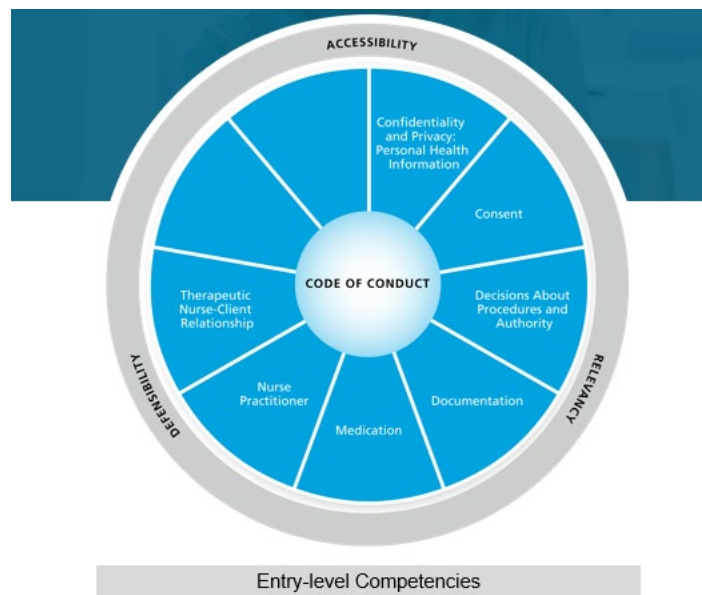 ACCESSIBILITY
Confidentiality
and Privacy:
Personal Health
Information
Consent
CODE OF CONDUCT
Therapeutic
Nurse-Client
Relationship
Decisions About
Procedures and
Authority
DEFENSIBILITY
RELEVANCY
Nurse
Practitioner
Documentation
Medication
Entry-level Competencies